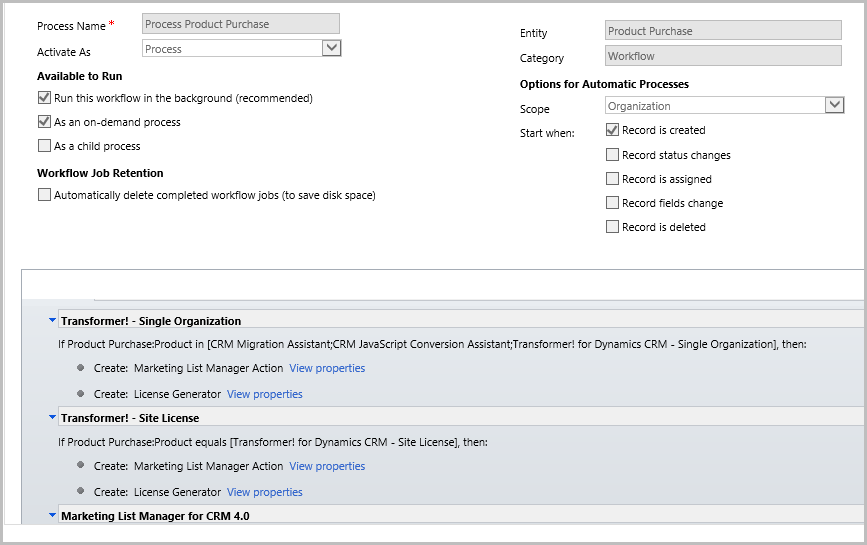 Process Name * Process Product Purchase
Activate As Process
Available to Run
Run this workflow in the background (recommended)
As an on-demand process
As a child process
Workflow Job Retention
Automatically delete completed workflow jobs (to save disk space)
Entity Product Purchase
Category Workflow
Options for Automatic Processes
Scope Organization
Start when: Record is created
Record status changes
Record is assigned
Record fields change
Record is deleted
Transformer! - Single Organization
If Product Purchase:Product in [CRM Migration Assistant;CRM JavaScript Conversion Assistant;Transformer! for Dynamics CRM - Single Organization], then:
Create: Marketing List Manager Action View properties
Create: License Generator View properties
Transformer! - Site License
If Product Purchase:Product equals [Transformer! for Dynamics CRM - Site License], then:
Create: Marketing List Manager Action View properties
Create: License Generator View properties
Marketing List Manager for CRM 4.0